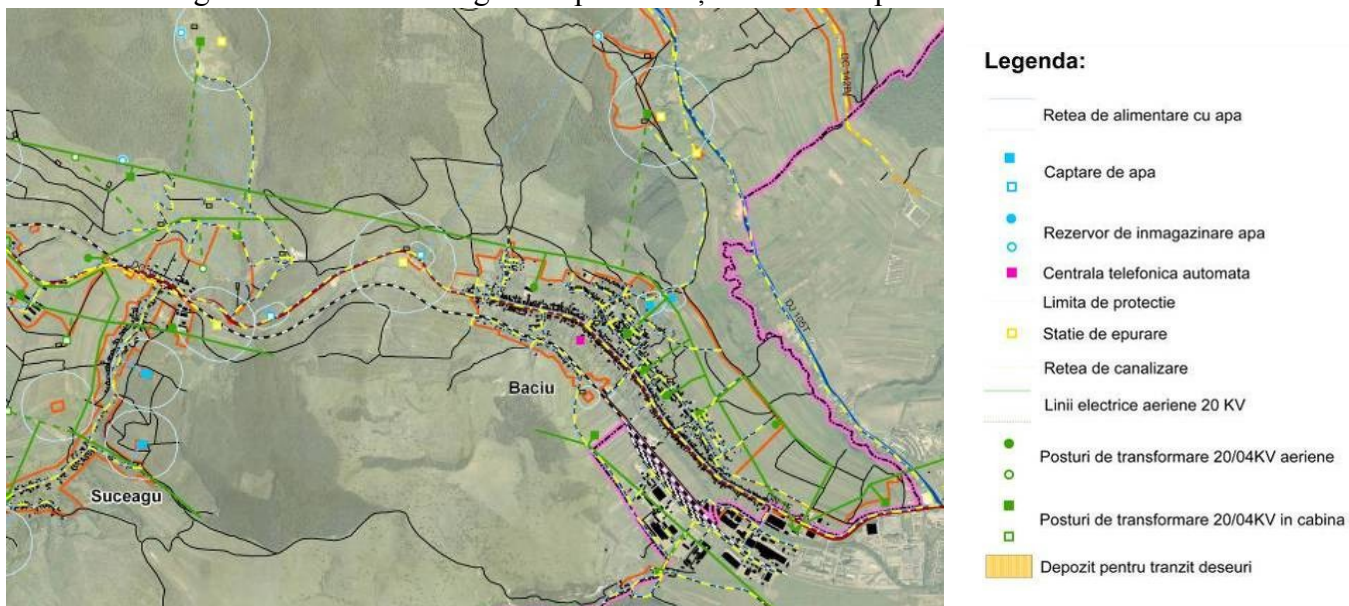 Legenda:
Retea de alimentare cu apa
Captare de apa
Rezervor de inmagazinare apa
Centrala telefonica automata
Limita de protectie
Statie de epurare
Retea de canalizare
Linii electrice aeriene 20 KV
Posturi de transformare 20/04KV aeriene
Posturi de transformare 20/04KV in cabina
Depozit pentru tranzit deseuri
DJ 105T
Baciu
Suceagu